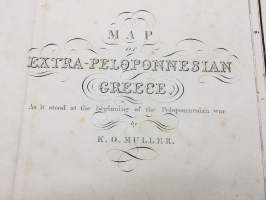 MAP
OF
EXTRA-PELOPONNESIAN
GREECE,
As it stood at the beginning of the Peloponnesian war
by
K. O. MULLER.